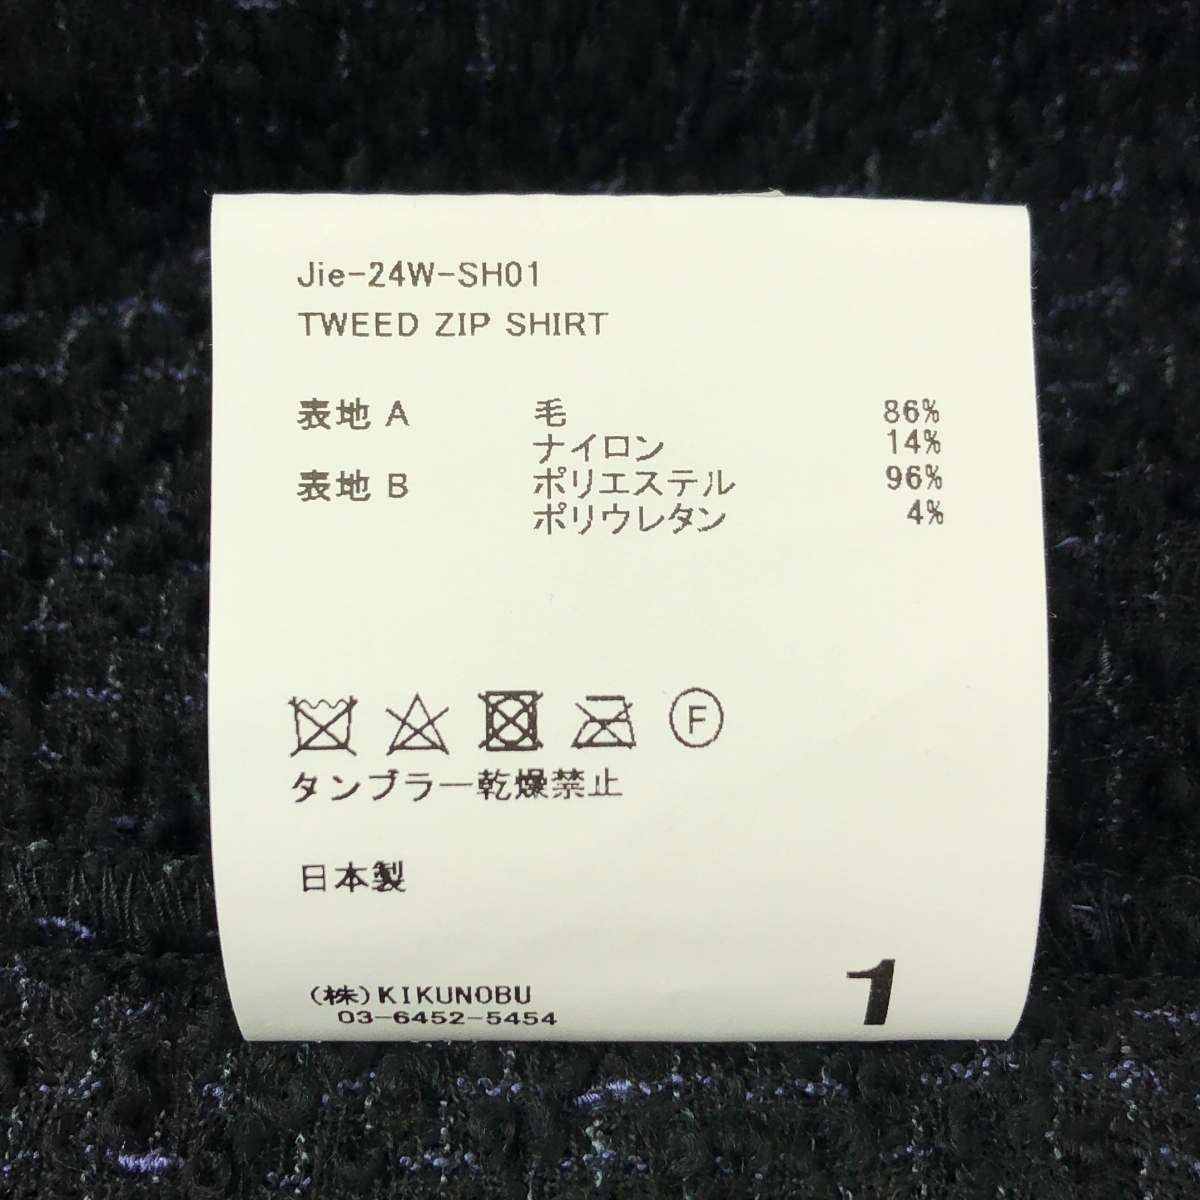 Jie-24W-SH01
TWEED ZIP SHIRT
表地 A 毛 86%
ナイロン 14%
表地 B ポリエステル 96%
ポリウレタン 4%
F
タンブラー乾燥禁止
日本製
(株)KIKUNOBU
03-6452-5454
1